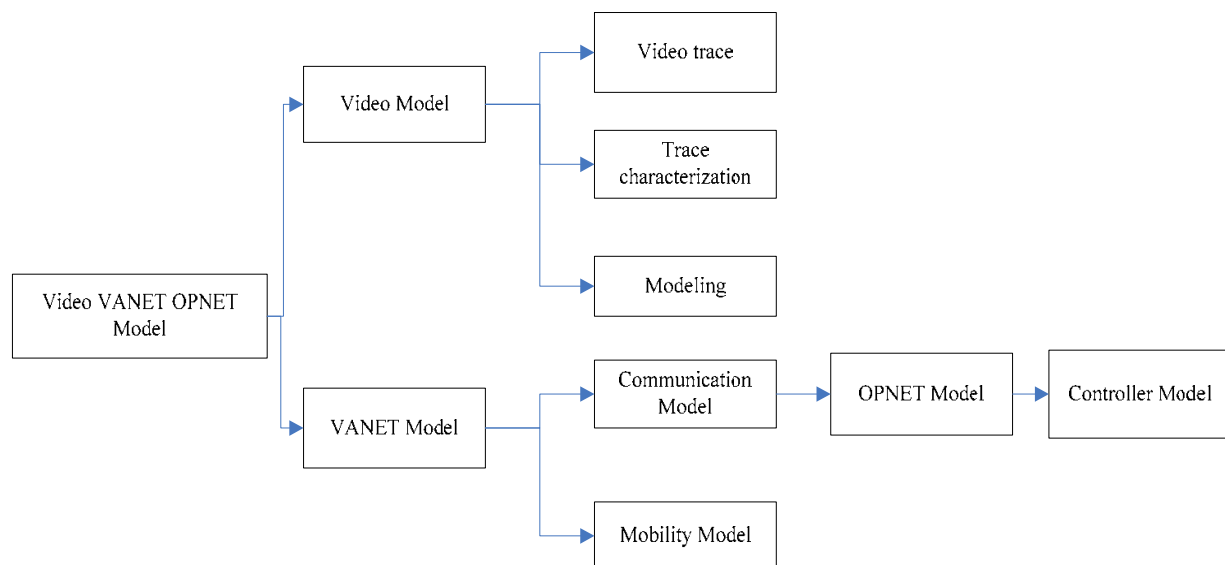 Video trace
Video Model
Trace
characterization
Modeling
Video VANET OPNET
Model
Communication
Model
OPNET Model
Controller Model
VANET Model
Mobility Model